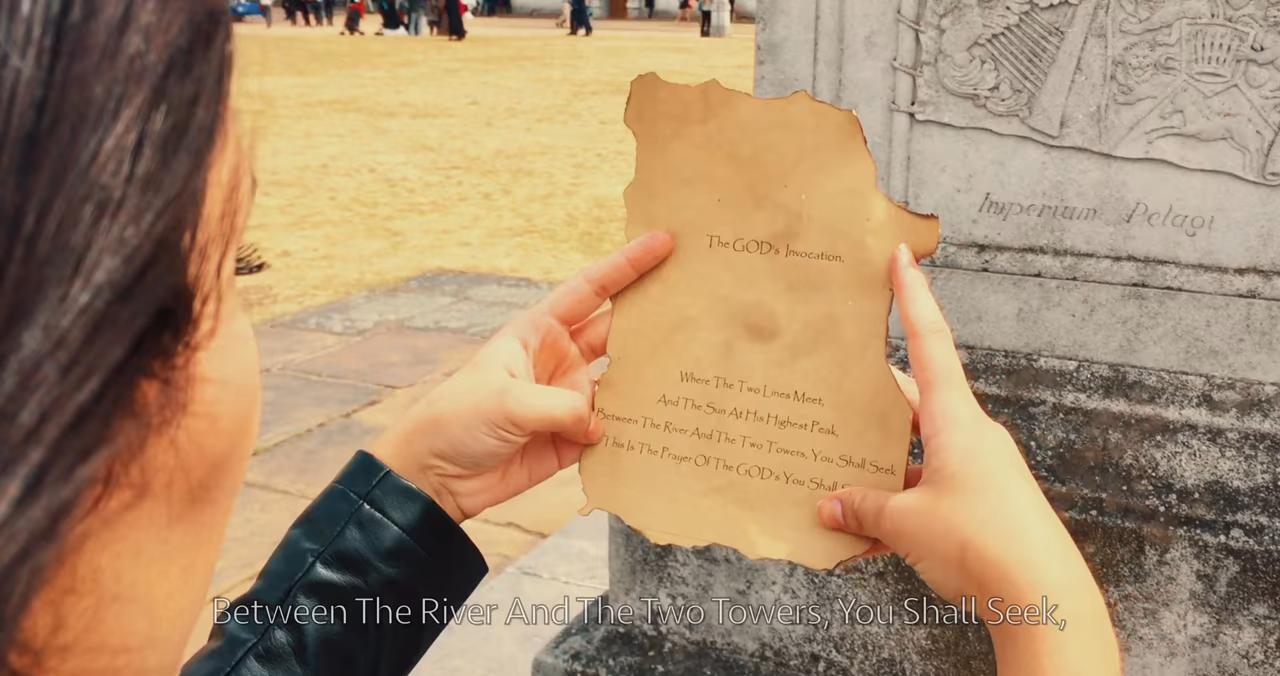 Imperium Pelagi
The GOD's Invocation.
Where The Two Lines Meet,
And The Sun At His Highest Peak,
Between The River And The Two Towers, You Shall Seek
This Is The Prayer Of The GOD's You Shall
Between The River And The Two Towers, You Shall Seek,